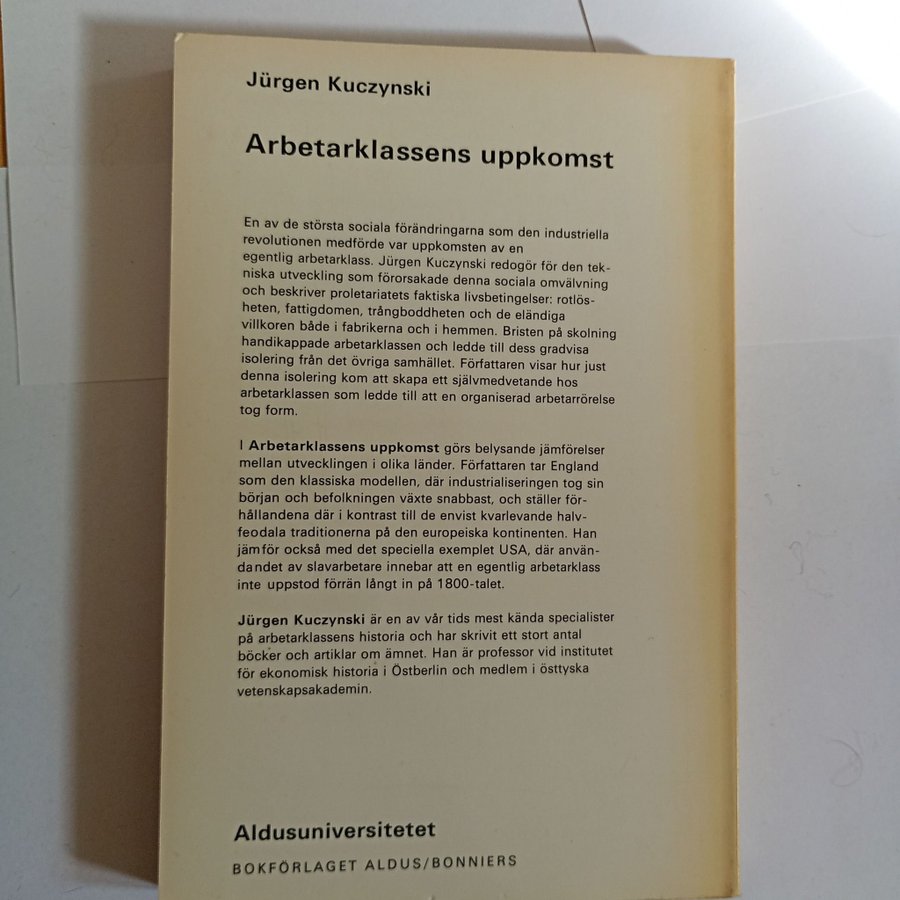 Jürgen Kuczynski
Arbetarklassens uppkomst
En av de största sociala förändringarna som den industriella
revolutionen medförde var uppkomsten av en
egentlig arbetarklass. Jürgen Kuczynski redogör för den tek-
niska utveckling som förorsakade denna sociala omvälvning
och beskriver proletariatets faktiska livsbetingelser: rotlös-
heten, fattigdomen, trångboddheten och de eländiga
villkoren både i fabrikerna och i hemmen. Bristen på skolning
handikappade arbetarklassen och ledde till dess gradvisa
isolering från det övriga samhället. Författaren visar hur just
denna isolering kom att skapa ett självmedvetande hos
arbetarklassen som ledde till att en organiserad arbetarrörelse
tog form.
I Arbetarklassens uppkomst görs belysande jämförelser
mellan utvecklingen i olika länder. Författaren tar England
som den klassiska modellen, där industrialiseringen tog sin
början och befolkningen växte snabbast, och ställer för-
hållandena där i kontrast till de envist kvarlevande halv-
feodala traditionerna på den europeiska kontinenten. Han
jämför också med det speciella exemplet USA, där använ-
dandet av slavarbetare innebar att en egentlig arbetarklass
inte uppstod förrän långt in på 1800-talet.
Jürgen Kuczynski är en av vår tids mest kända specialister
på arbetarklassens historia och har skrivit ett stort antal
böcker och artiklar om ämnet. Han är professor vid institutet
för ekonomisk historia i Östberlin och medlem i östtyska
vetenskapsakademin.
Aldusuniversitetet
BOKFÖRLAGET ALDUS/BONNIERS